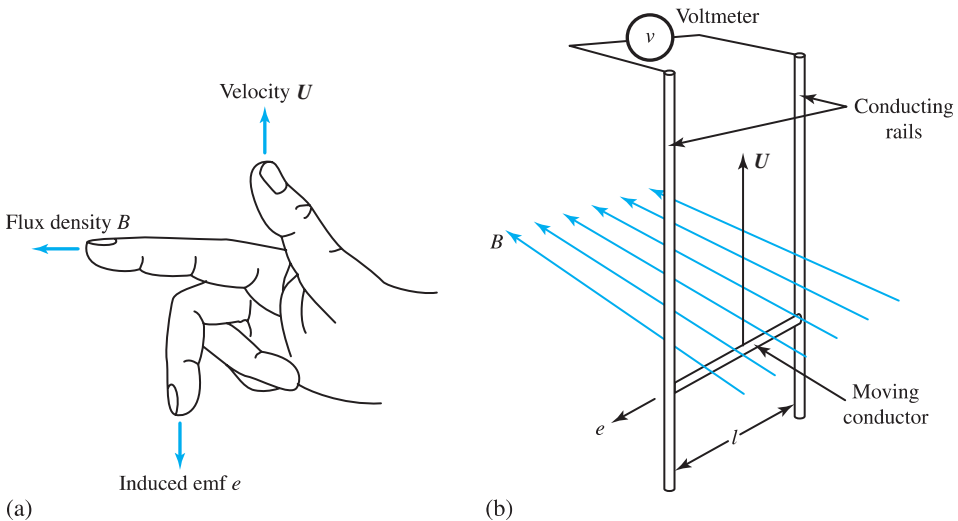 Velocity U
Flux density B
Induced emf e
(a)
Voltmeter
v
Conducting
rails
U
B
Moving
conductor
e
l
(b)